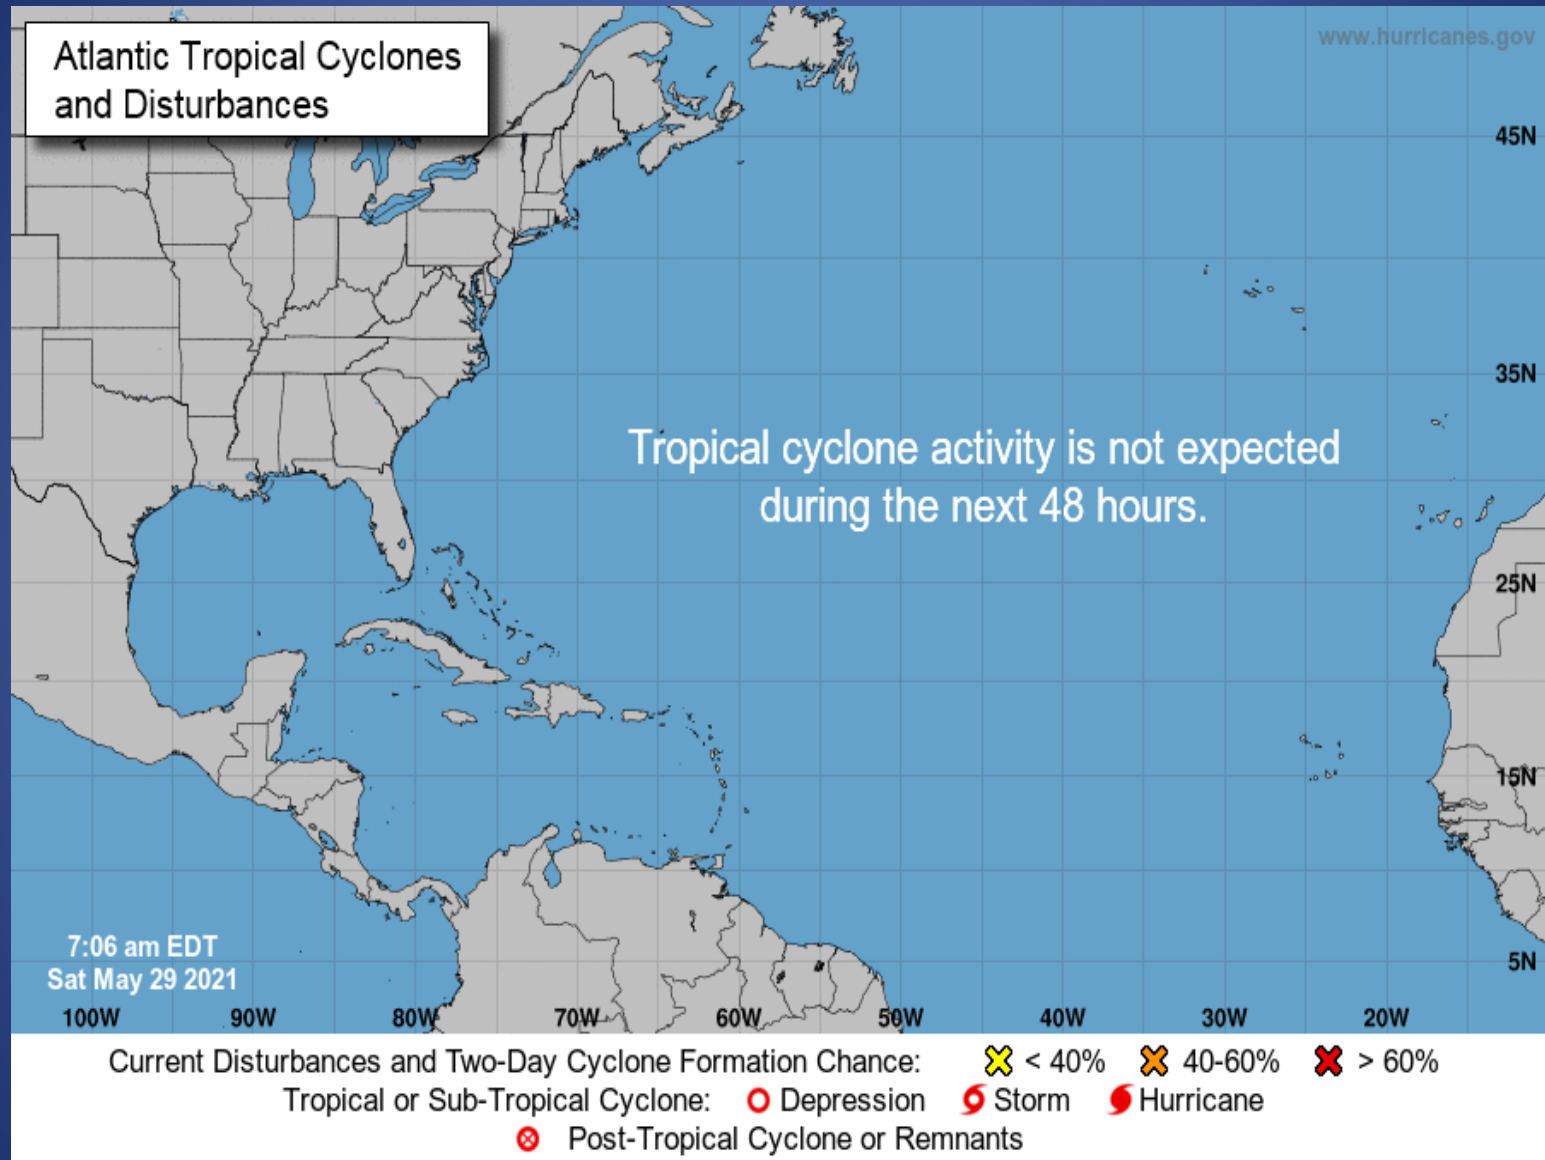 Atlantic Tropical Cyclones
and Disturbances
www.hurricanes.gov
45N
35N
Tropical cyclone activity is not expected
during the next 48 hours.
25N
15N
7:06 am EDT
Sat May 29 2021
5N
100W 90W 80W 70W 60W 50W 40W 30W 20W
Current Disturbances and Two-Day Cyclone Formation Chance: < 40% 40-60% > 60%
Tropical or Sub-Tropical Cyclone: Depression Storm Hurricane
Post-Tropical Cyclone or Remnants